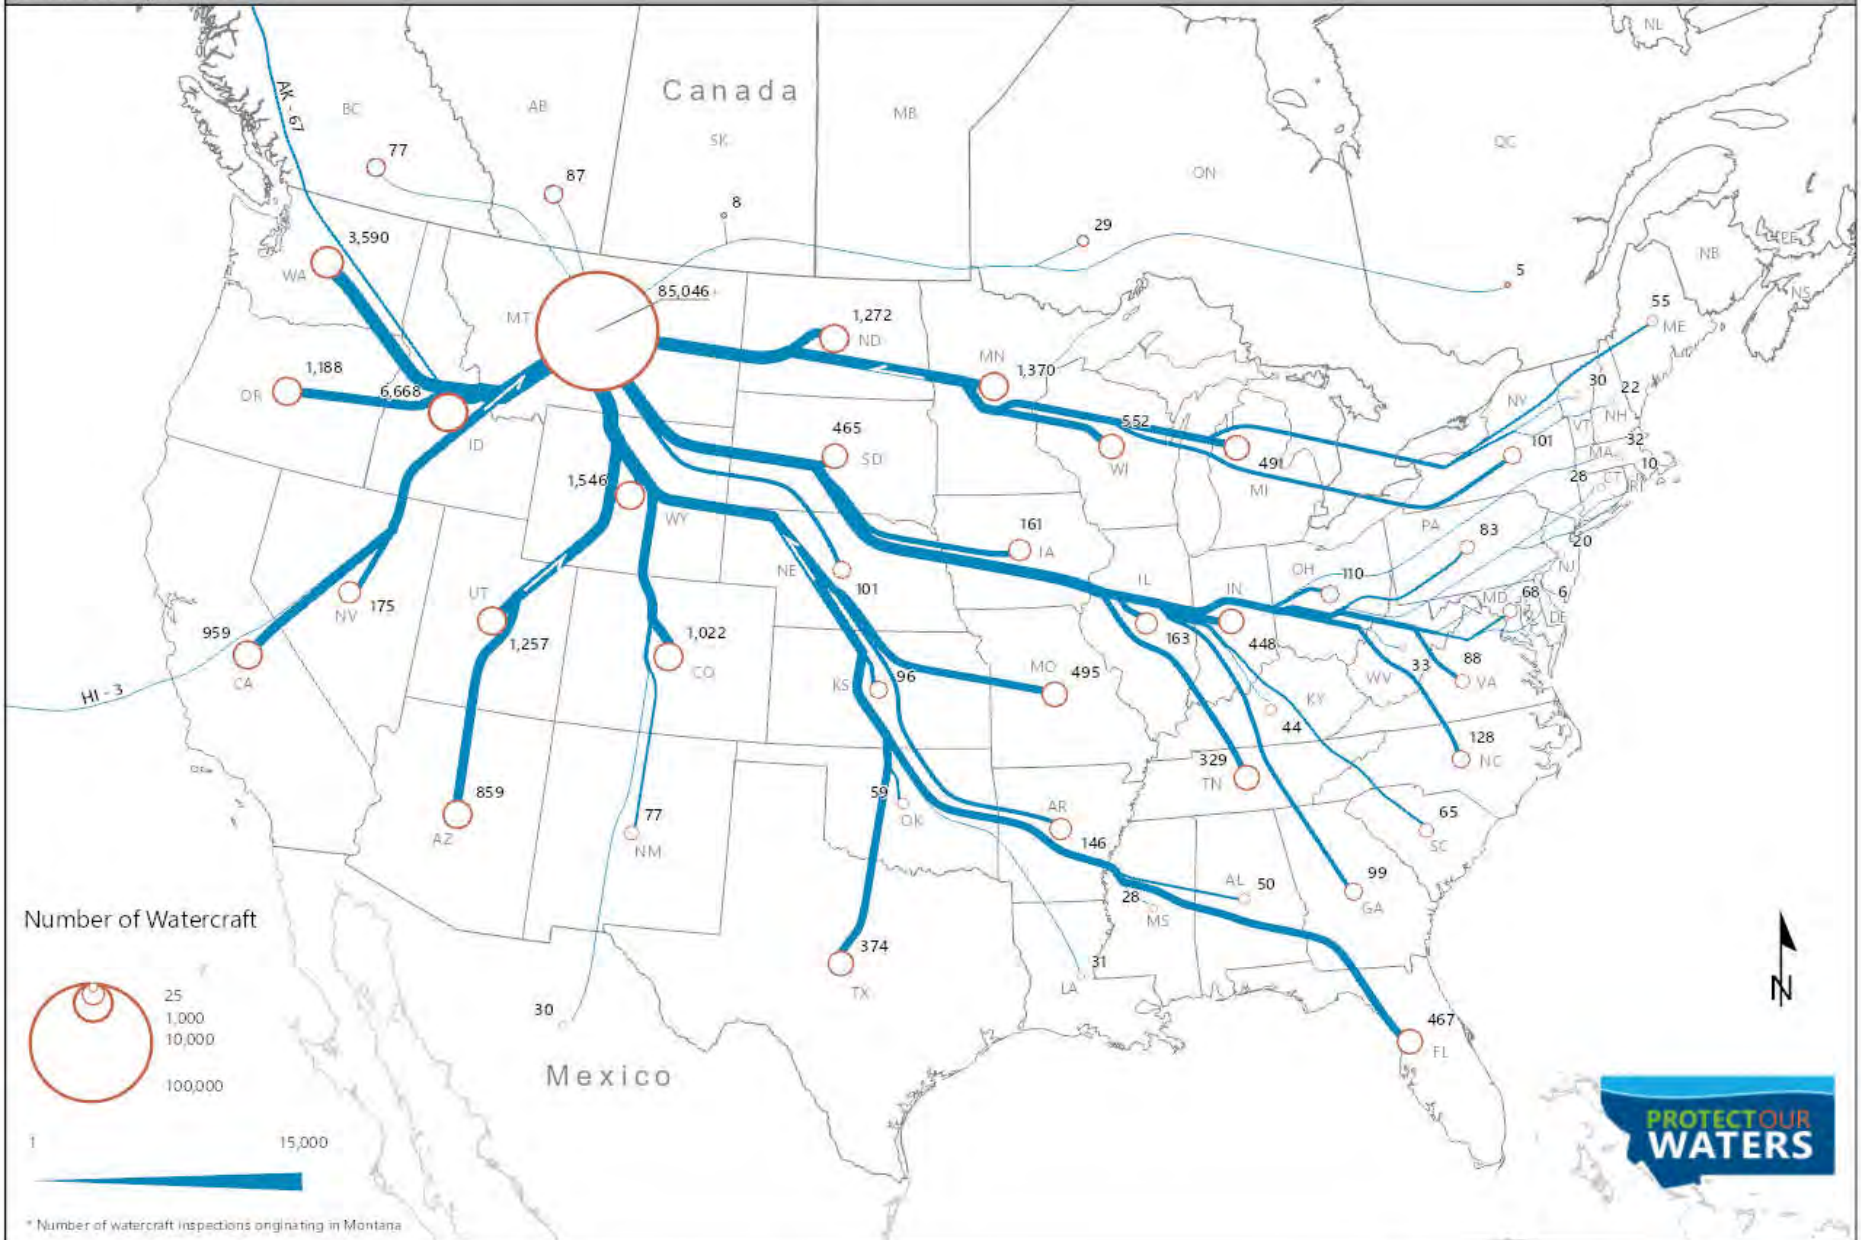 NL
Canada
AK - 67
BC
AB
SK
MB
ON
QC
77
87
8
29
5
3,590
WA
85,046
MT
1,272
ND
MN
1,370
NB
NS
55
ME
1,188
OR
6,668
ID
465
SD
552
WI
491
MI
NY
30
22
VT
NH
101
32
MA
10
28
CT
RI
1,546
WY
161
IA
PA
83
20
NJ
NE
101
UT
1,257
NV
175
959
CA
HI - 3
1,022
CO
IL
163
IN
448
OH
110
MD
68
6
DE
33
WV
88
VA
KS
96
MO
495
KY
44
128
NC
329
TN
859
AZ
77
NM
59
OK
AR
146
65
SC
AL
50
28
MS
99
GA
374
TX
31
LA
467
FL
30
Mexico
Number of Watercraft
25
1,000
10,000
100,000
1
15,000
* Number of watercraft inspections originating in Montana
N
PROTECT OUR
WATERS